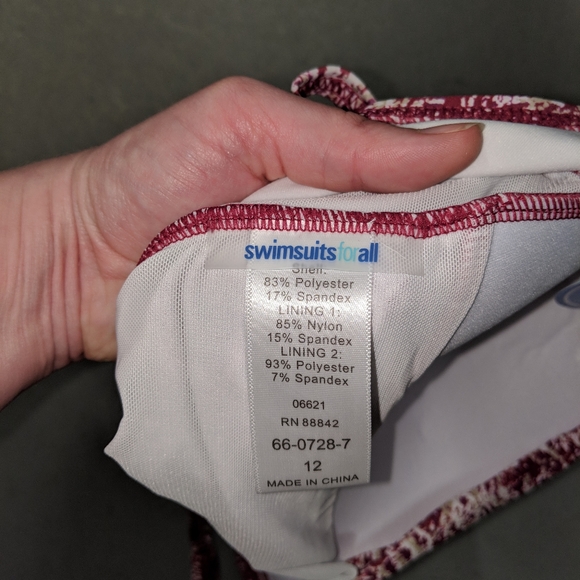 swimsuitsforall
Shell:
83% Polyester
17% Spandex
LINING 1:
85% Nylon
15% Spandex
LINING 2:
93% Polyester
7% Spandex
06621
RN 88842
66-0728-7
12
MADE IN CHINA